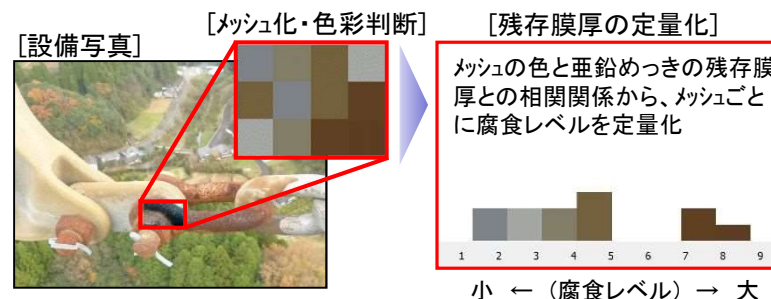 [設備写真]
[メッシュ化・色彩判断]
[残存膜厚の定量化]
メッシュの色と亜鉛めっきの残存膜
厚との相関関係から、メッシュごと
に腐食レベルを定量化
1 2 3 4 5 6 7 8 9
小 ← (腐食レベル) → 大